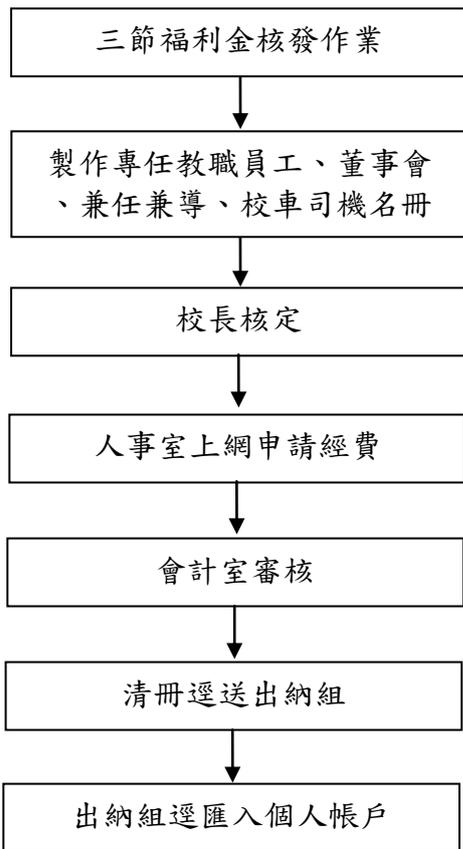 三節福利金核發作業
製作專任教職員工、董事會
、兼任兼導、校車司機名冊
校長核定
人事室上網申請經費
會計室審核
清冊逕送出納組
出納組逕匯入個人帳戶